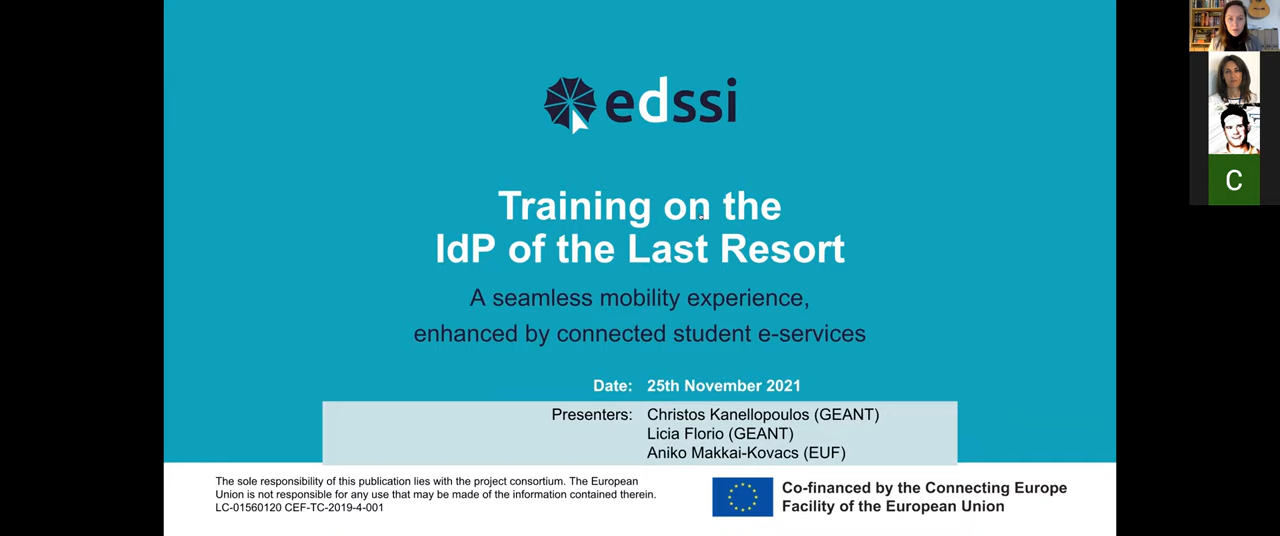 edssi
Training on the
IdP of the Last Resort
A seamless mobility experience,
enhanced by connected student e-services
Date: 25th November 2021
Presenters: Christos Kanellopoulos (GEANT)
Licia Florio (GEANT)
Aniko Makkai-Kovacs (EUF)
The sole responsibility of this publication lies with the project consortium. The European
Union is not responsible for any use that may be made of the information contained therein.
LC-01560120 CEF-TC-2019-4-001
Co-financed by the Connecting Europe
Facility of the European Union
C